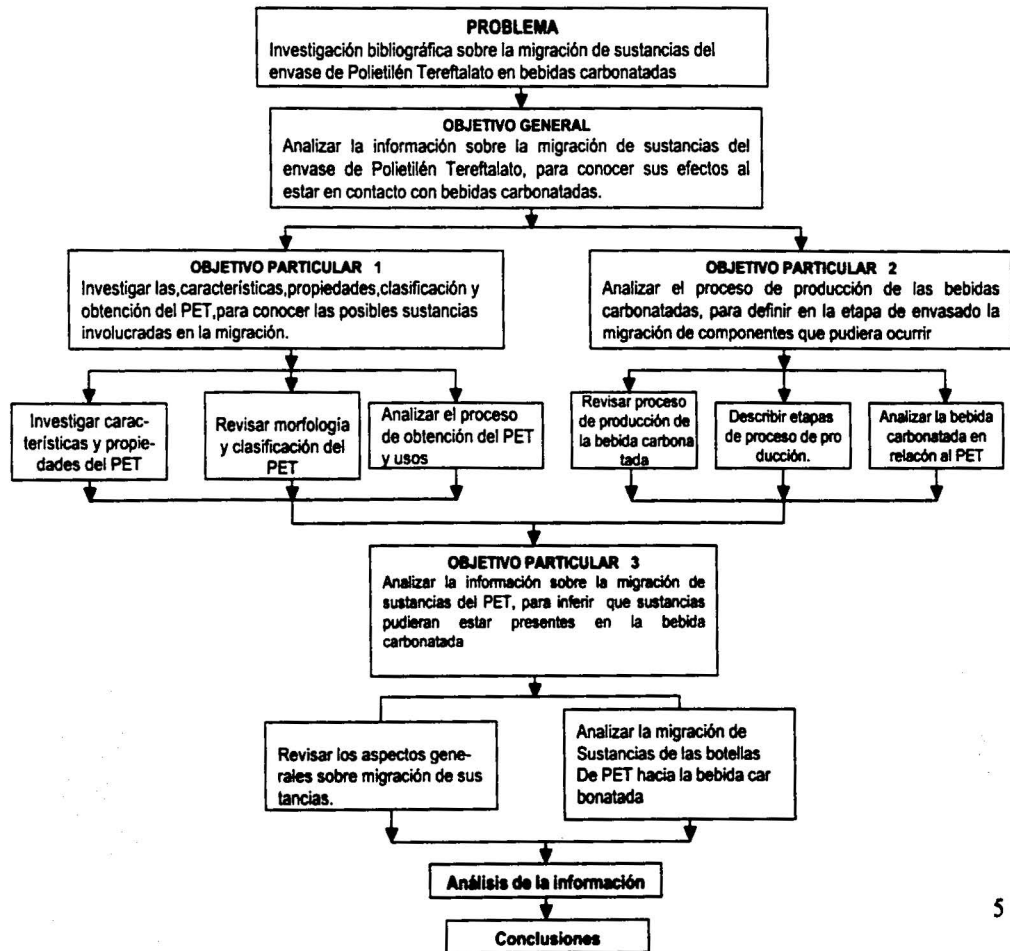 PROBLEMA
Investigación bibliográfica sobre la migración de sustancias del
envase de Polietilén Tereftalato en bebidas carbonatadas
OBJETIVO GENERAL
Analizar la información sobre la migración de sustancias del
envase de Polietilén Tereftalato, para conocer sus efectos al
estar en contacto con bebidas carbonatadas.
OBJETIVO PARTICULAR 1
Investigar las,características,propiedades,clasificación y
obtención del PET,para conocer las posibles sustancias
involucradas en la migración.
OBJETIVO PARTICULAR 2
Analizar el proceso de producción de las bebidas
carbonatadas, para definir en la etapa de envasado la
migración de componentes que pudiera ocurrir
Investigar carac-
terísticas y propie-
dades del PET
Revisar morfología
y clasificación del
PET
Analizar el proceso
de obtención del PET
y usos
Revisar proceso
de producción de
la bebida carbona
tada
Describir etapas
de proceso de pro
ducción.
Analizar la bebida
carbonatada en
relacón al PET
OBJETIVO PARTICULAR 3
Analizar la información sobre la migración de
sustancias del PET, para inferir que sustancias
pudieran estar presentes en la bebida
carbonatada
Revisar los aspectos gene-
rales sobre migración de sus
tancias.
Analizar la migración de
Sustancias de las botellas
De PET hacia la bebida car
bonatada
Análisis de la información
Conclusiones
5